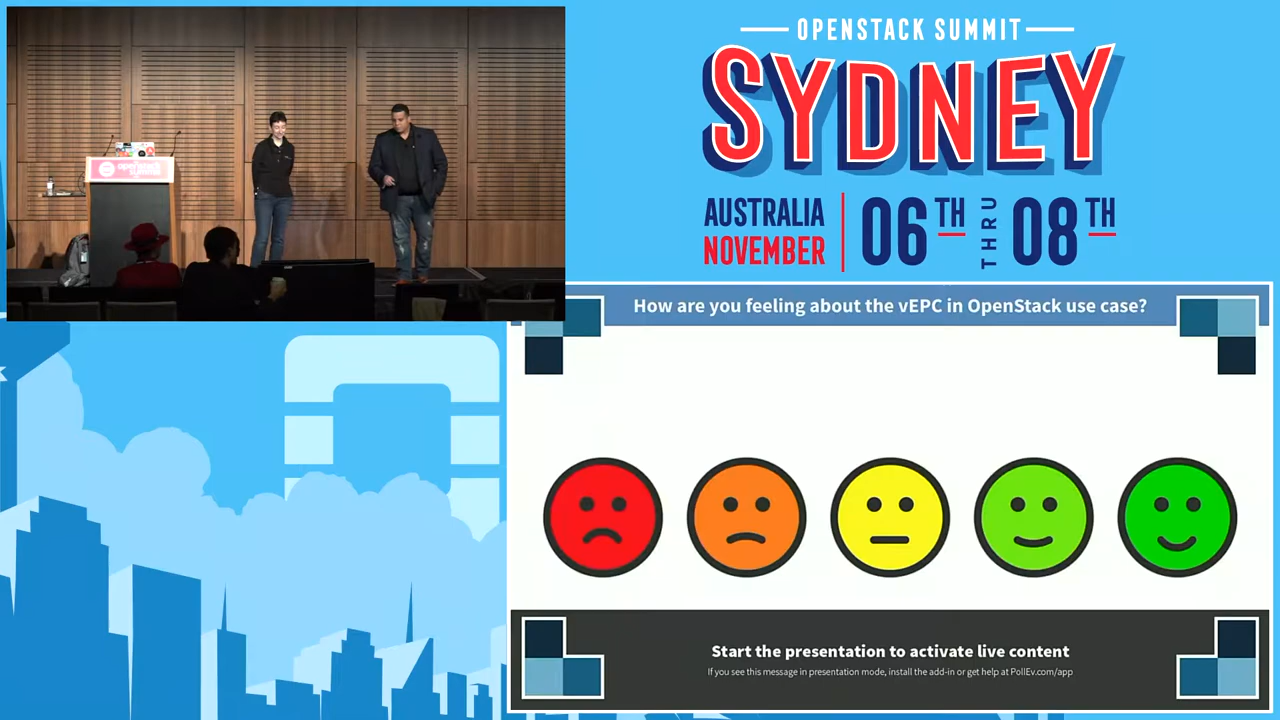 OPENSTACK SUMMIT
SYDNEY
AUSTRALIA
NOVEMBER
06TH THRU 08TH
openstack
How are you feeling about the vEPC in OpenStack use case?
Start the presentation to activate live content
If you see this message in presentation mode, install the add-in or get help at PollEv.com/app